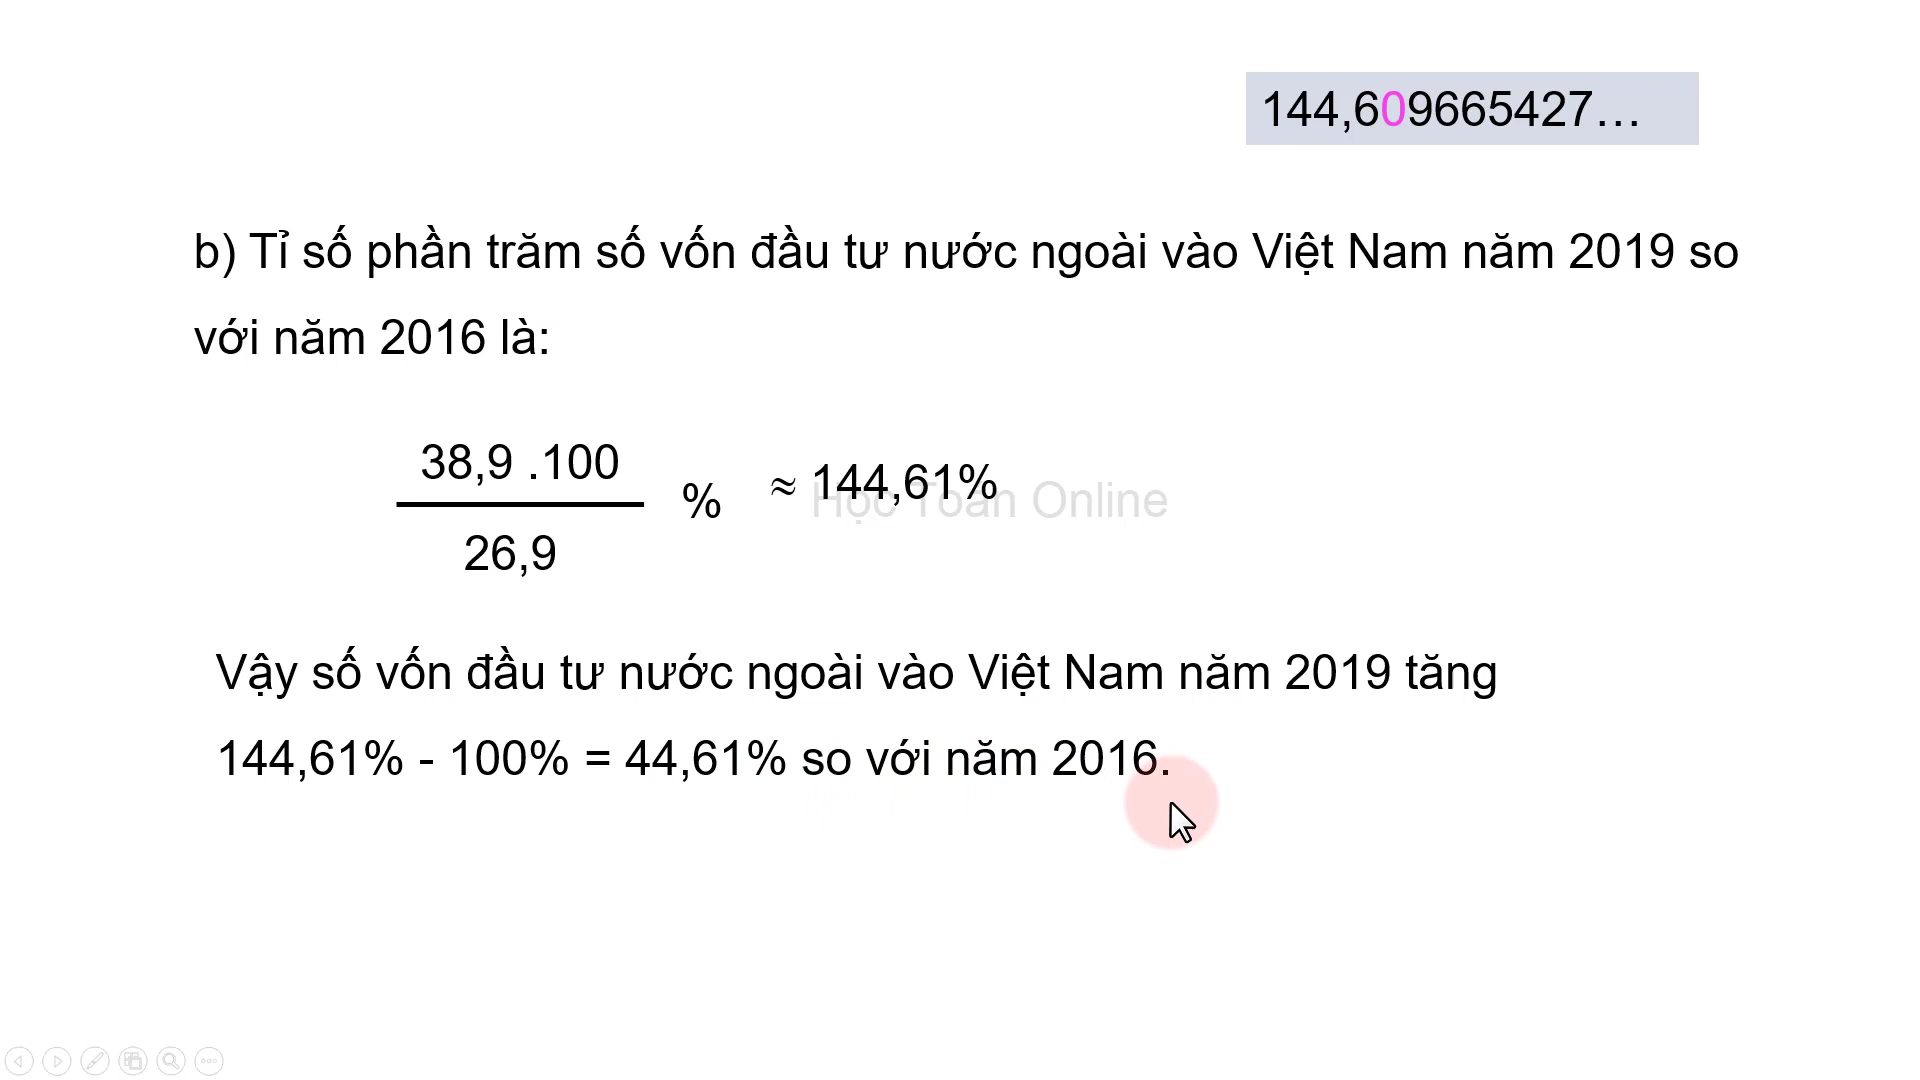 144,609665427…
b) Tỉ số phần trăm số vốn đầu tư nước ngoài vào Việt Nam năm 2019 so
với năm 2016 là:
38,9 .100
26,9
%
≈ 144,61%
Học Toán Online
Vậy số vốn đầu tư nước ngoài vào Việt Nam năm 2019 tăng
144,61% - 100% = 44,61% so với năm 2016.